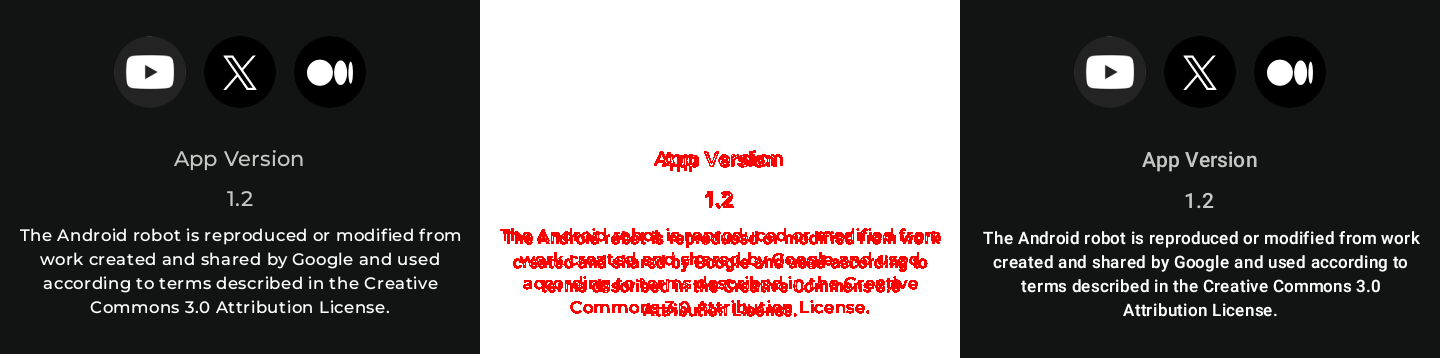 App Version
1.2
The Android robot is reproduced or modified from
work created and shared by Google and used
according to terms described in the Creative
Commons 3.0 Attribution License.
App Version
1.2
The Android robot is reproduced or modified from work
created and shared by Google and used according to
terms described in the Creative Commons 3.0
Attribution License.